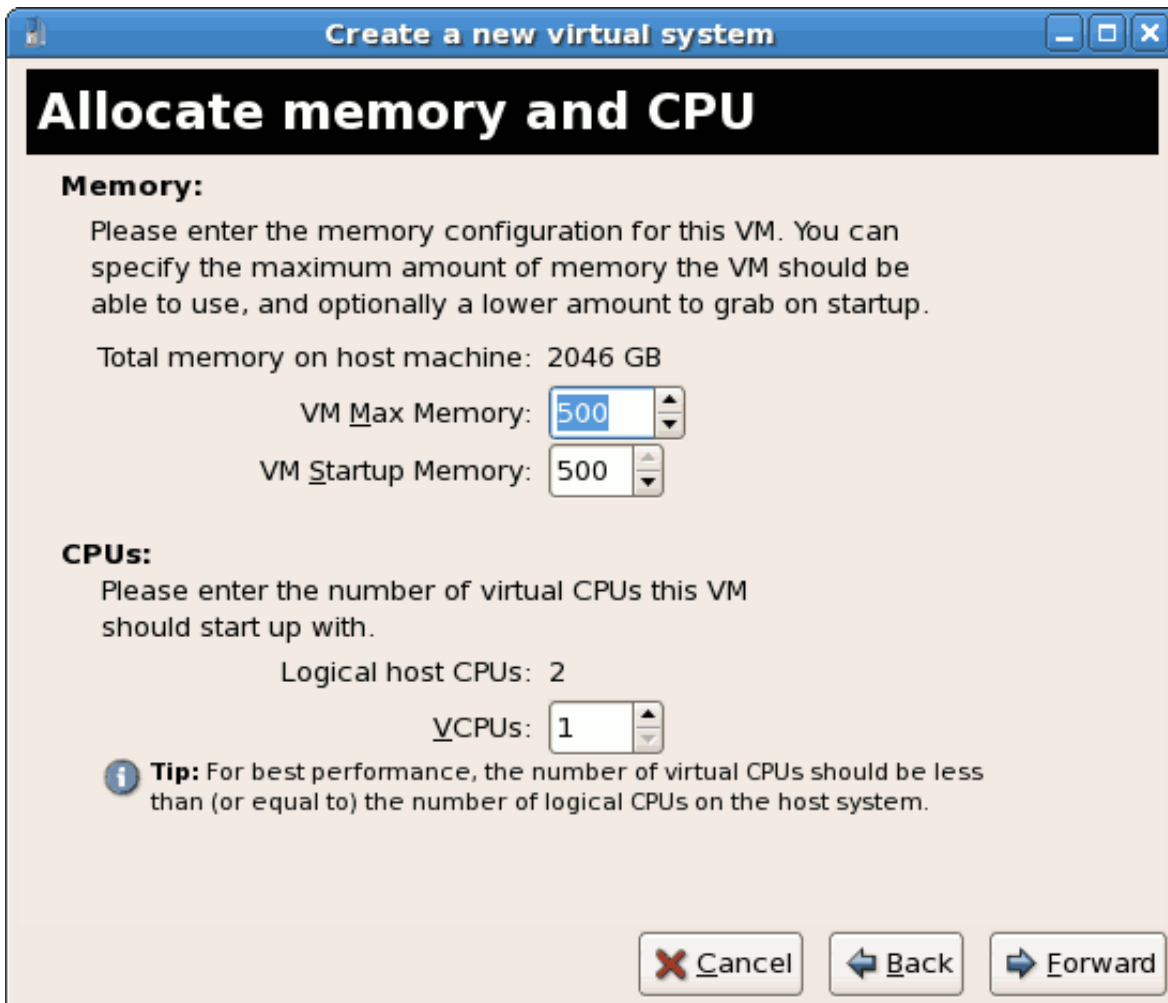 Create a new virtual system
Allocate memory and CPU
Memory:
Please enter the memory configuration for this VM. You can
specify the maximum amount of memory the VM should be
able to use, and optionally a lower amount to grab on startup.
Total memory on host machine: 2046 GB
VM Max Memory: 500
VM Startup Memory: 500
CPUs:
Please enter the number of virtual CPUs this VM
should start up with.
Logical host CPUs: 2
VCPUs: 1
Tip: For best performance, the number of virtual CPUs should be less
than (or equal to) the number of logical CPUs on the host system.
Cancel Back Forward